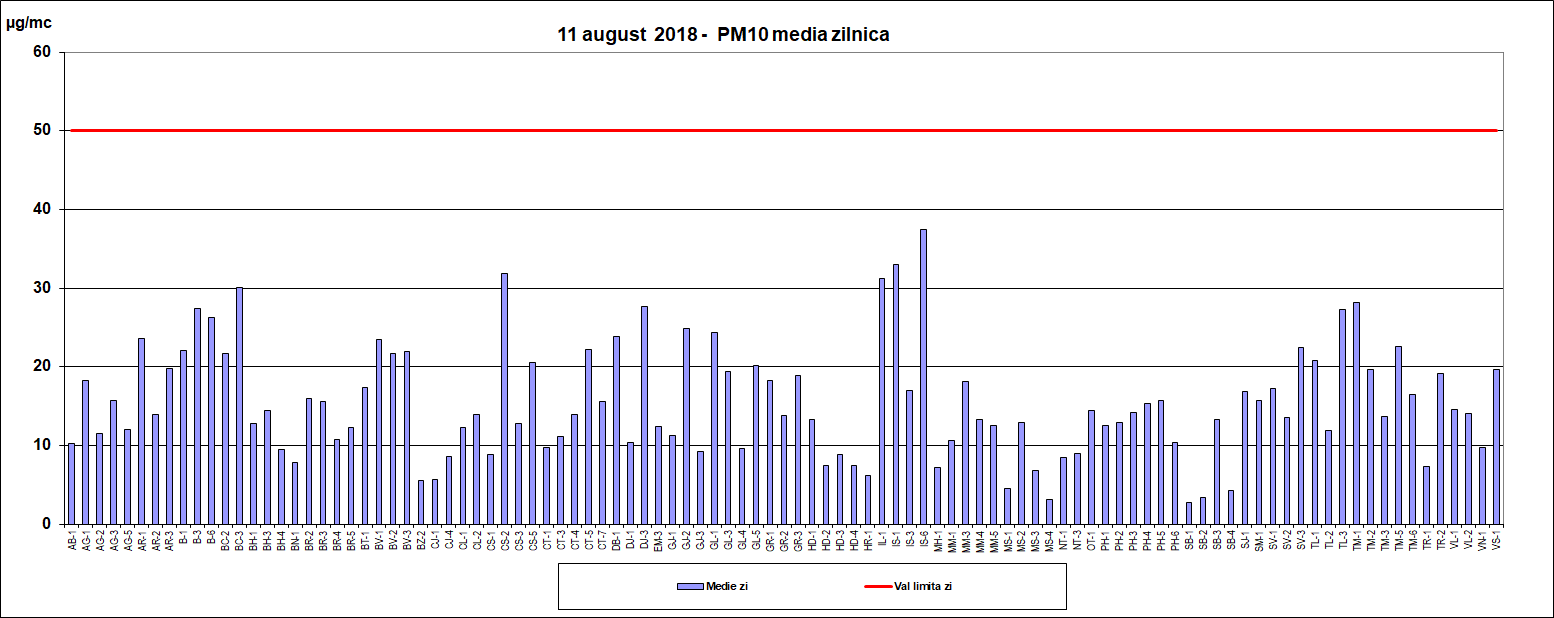 µg/mc
11 august 2018 - PM10 media zilnica
60
50
40
30
20
10
0
AB-1 AG-1 AG-2 AG-3 AG-5 AR-1 AR-2 AR-3 B-1 B-3 B-6 BC-2 BC-3 BH-1 BH-3 BH-4 BN-1 BR-2 BR-3 BR-4 BR-5 BT-1 BV-1 BV-2 BV-3 BZ-2 CJ-1 CJ-4 CL-1 CL-2 CS-1 CS-2 CS-3 CS-5 CT-1 CT-3 CT-4 CT-5 CT-7 DB-1 DJ-1 DJ-3 EM-3 GJ-1 GJ-2 GJ-3 GL-1 GL-3 GL-4 GL-5 GR-1 GR-2 GR-3 HD-1 HD-2 HD-3 HD-4 HR-1 IL-1 IS-1 IS-3 IS-6 MH-1 MM-1 MM-3 MM-4 MM-5 MS-1 MS-2 MS-3 MS-4 NT-1 NT-3 OT-1 PH-1 PH-2 PH-3 PH-4 PH-5 PH-6 SB-1 SB-2 SB-3 SB-4 SJ-1 SM-1 SV-1 SV-2 SV-3 TL-1 TL-2 TL-3 TM-1 TM-2 TM-3 TM-5 TM-6 TR-1 TR-2 VL-1 VL-2 VN-1 VS-1
Medie zi Val limita zi